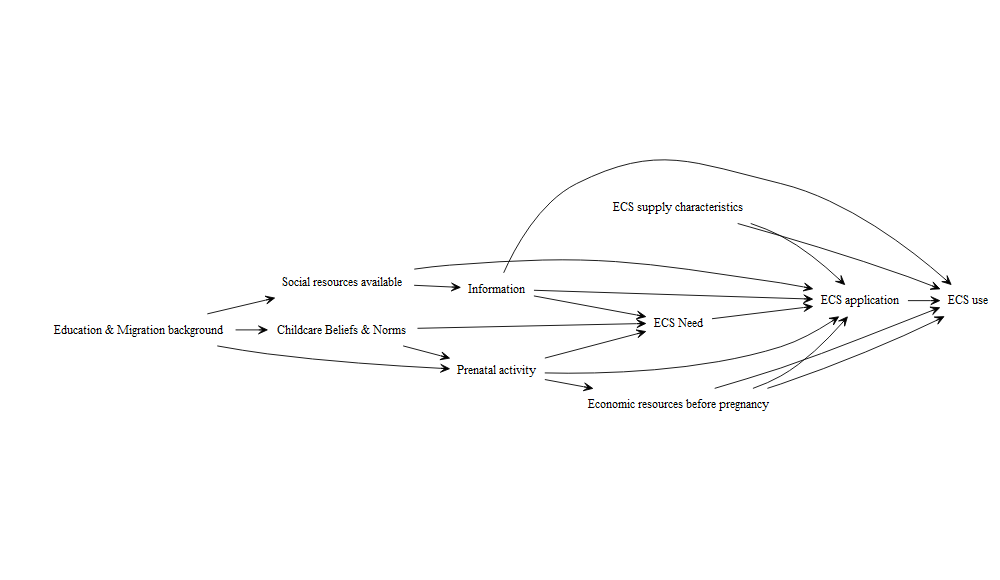 ECS supply characteristics
Social resources available
Information
ECS application
ECS use
Education & Migration background
Childcare Beliefs & Norms
ECS Need
Prenatal activity
Economic resources before pregnancy